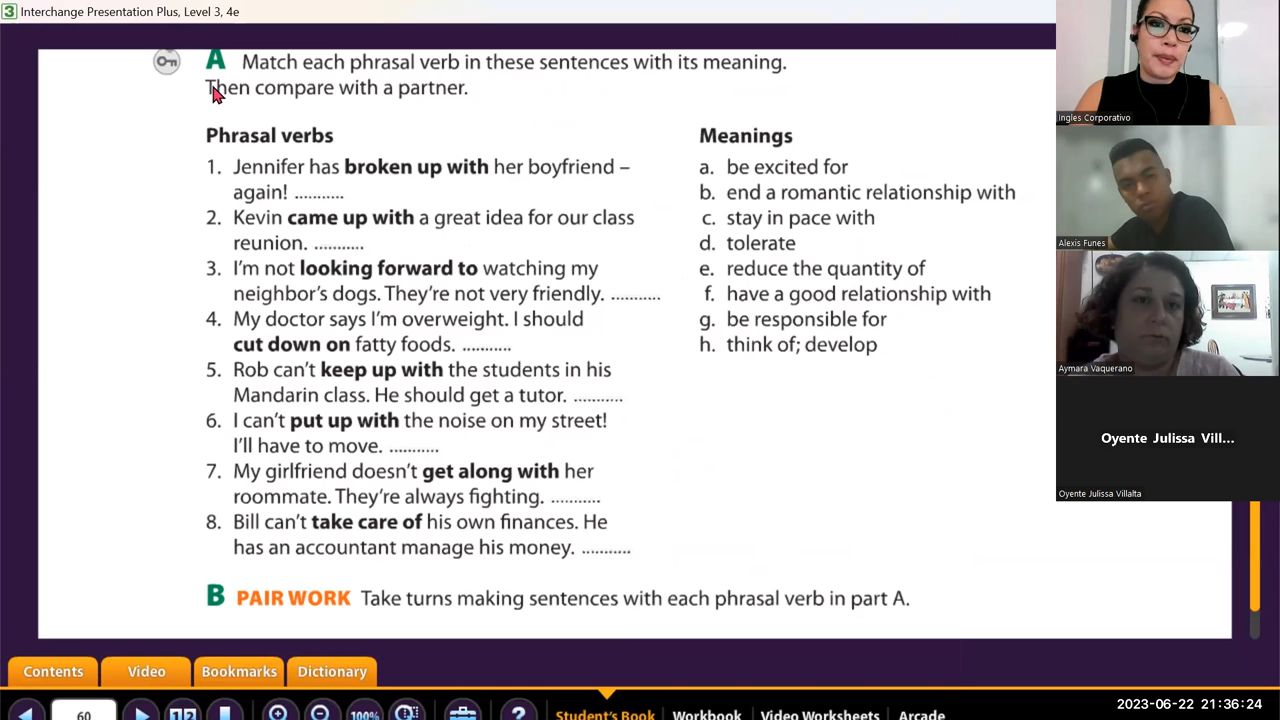 Interchange Presentation Plus, Level 3, 4e
A Match each phrasal verb in these sentences with its meaning.
Then compare with a partner.
Phrasal verbs
1. Jennifer has broken up with her boyfriend –
again! ..........
2. Kevin came up with a great idea for our class
reunion. ..........
3. I'm not looking forward to watching my
neighbor's dogs. They're not very friendly. ..........
4. My doctor says I'm overweight. I should
cut down on fatty foods. ..........
5. Rob can't keep up with the students in his
Mandarin class. He should get a tutor. ..........
6. I can't put up with the noise on my street!
I'll have to move. ..........
7. My girlfriend doesn't get along with her
roommate. They're always fighting. ..........
8. Bill can't take care of his own finances. He
has an accountant manage his money. ..........
Meanings
a. be excited for
b. end a romantic relationship with
c. stay in pace with
d. tolerate
e. reduce the quantity of
f. have a good relationship with
g. be responsible for
h. think of; develop
B PAIR WORK Take turns making sentences with each phrasal verb in part A.
Ingles Corporativo
Alexis Funes
Aymara Vaquerano
Oyente Julissa Vill...
Oyente Julissa Villalta
Contents Video Bookmarks Dictionary
60 1 2 100% ? Student's Book Workbook Video Worksheets Arcade
2023-06-22 21:36:24